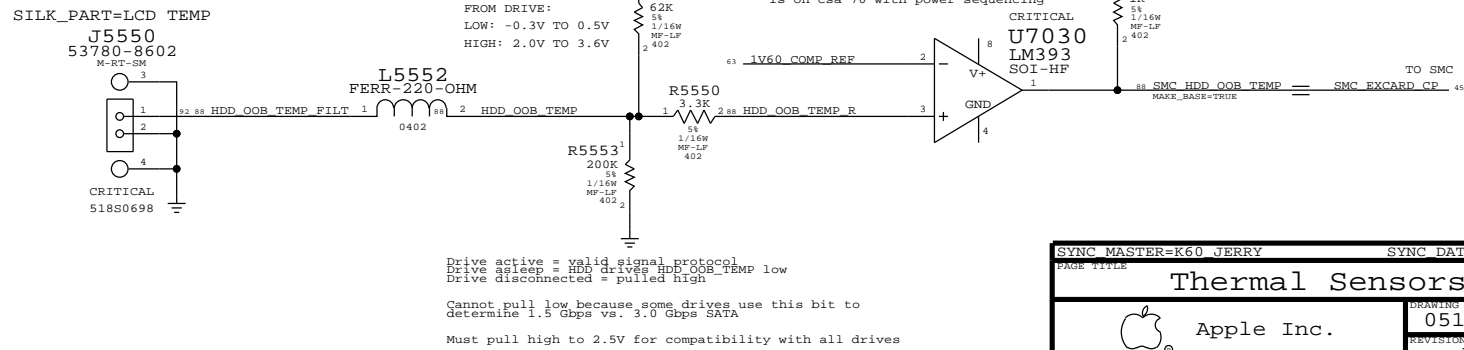 SILK_PART=LCD TEMP
J5550
53780-8602
M-RT-SM
3
1
2
4
CRITICAL
518S0698
92 88 HDD_OOB_TEMP_FILT
L5552
FERR-220-OHM
1
88
2
0402
HDD_OOB_TEMP
FROM DRIVE:
LOW: -0.3V TO 0.5V
HIGH: 2.0V TO 3.6V
62K
5%
1/16W
MF-LF
402
2
R5553
1
200K
5%
1/16W
MF-LF
402
2
R5550
3.3K
1
2
5%
1/16W
MF-LF
402
88 HDD_OOB_TEMP_R
63 1V60_COMP_REF
CRITICAL
U7030
LM393
SOI-HF
8
V+
2
3
GND
4
1
5%
1/16W
MF-LF
402
2
88 SMC_HDD_OOB_TEMP
MAKE_BASE=TRUE
TO SMC
SMC_EXCARD_CP
45
Drive active = valid signal protocol
Drive asleep = HDD drives HDD_OOB_TEMP low
Drive disconnected = pulled high
Cannot pull low because some drives use this bit to
determine 1.5 Gbps vs. 3.0 Gbps SATA
Must pull high to 2.5V for compatibility with all drives
SYNC_MASTER=K60_JERRY
SYNC_DAT
PAGE TITLE
Thermal Sensors
Apple Inc.
DRAWING
051
REVISION